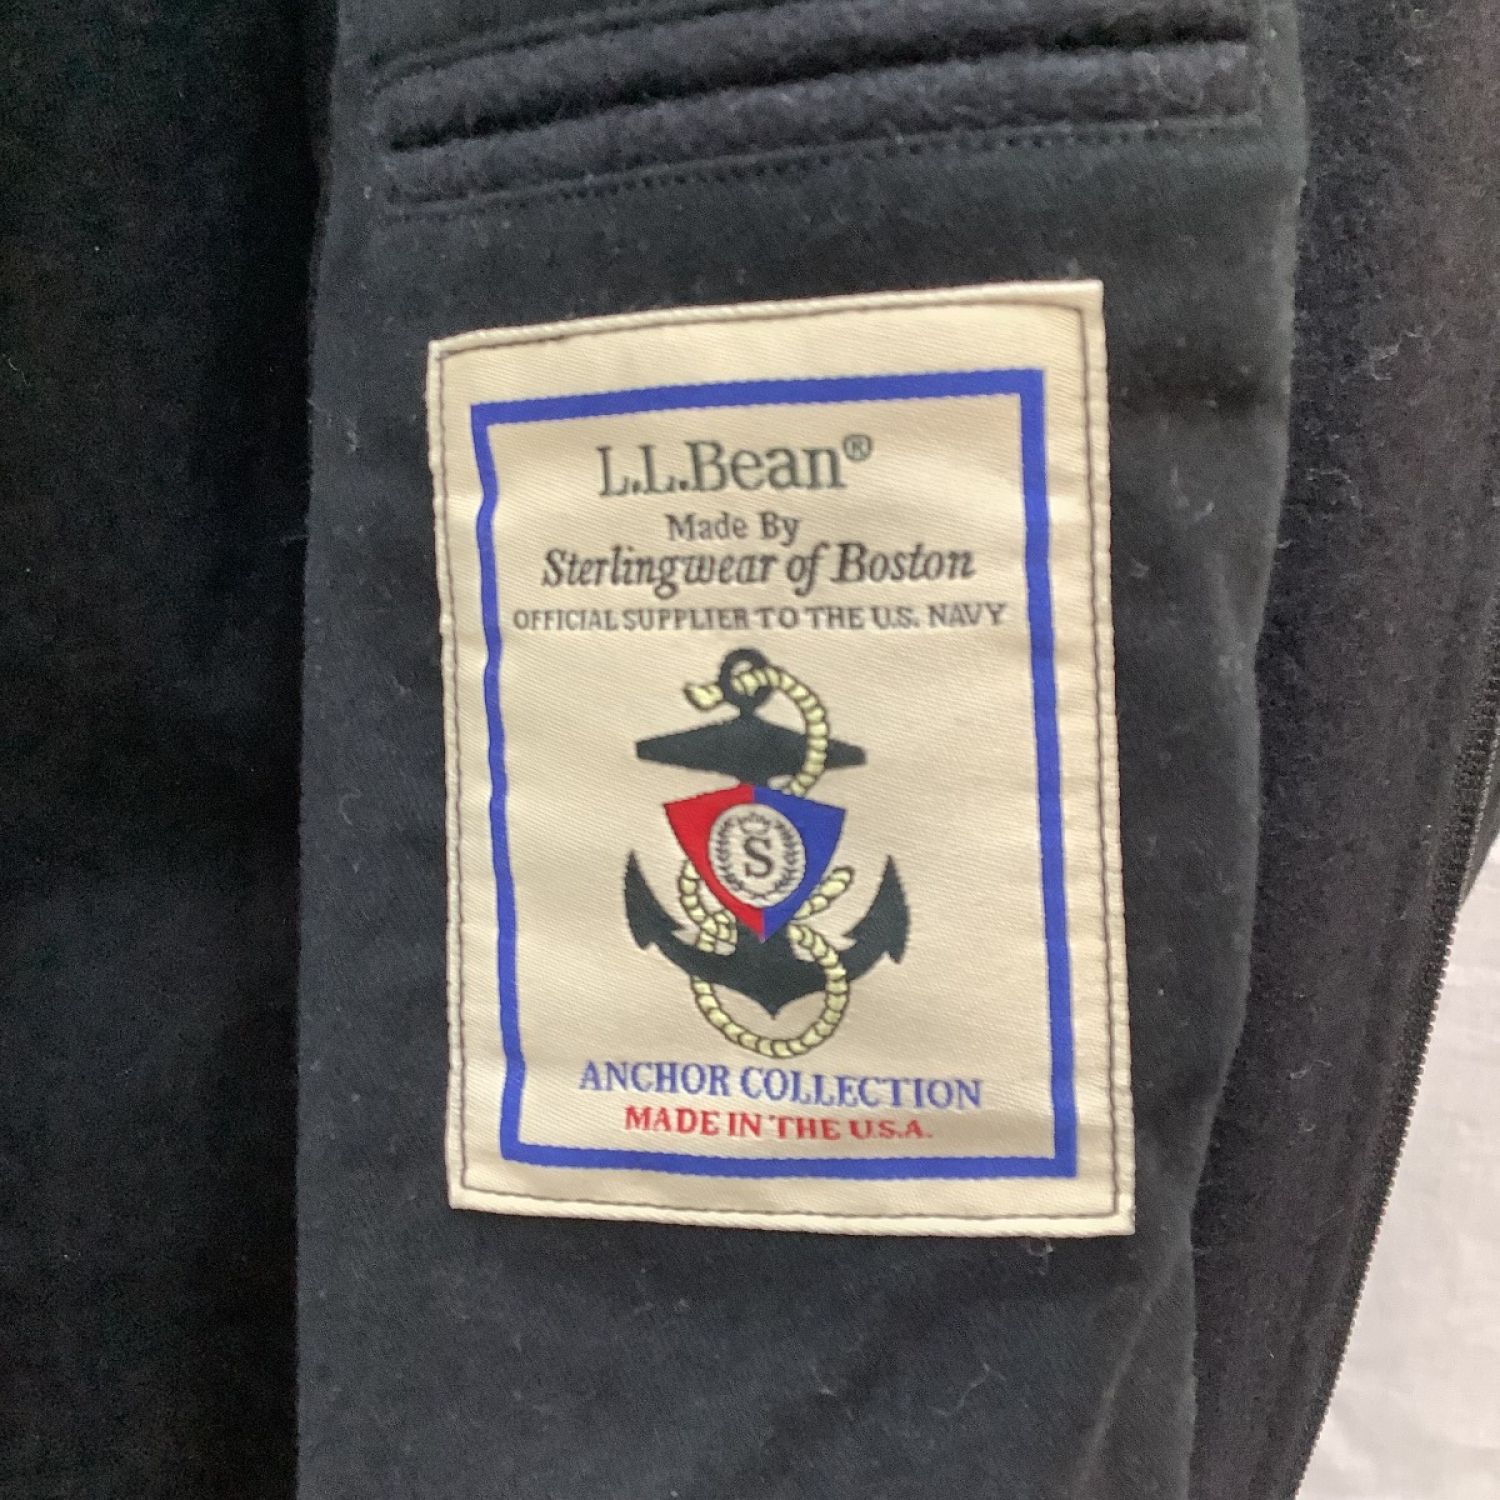 L.L.Bean®
Made By
Sterlingwear of Boston
OFFICIAL SUPPLIER TO THE U.S. NAVY
S
ANCHOR COLLECTION
MADE IN THE U.S.A.